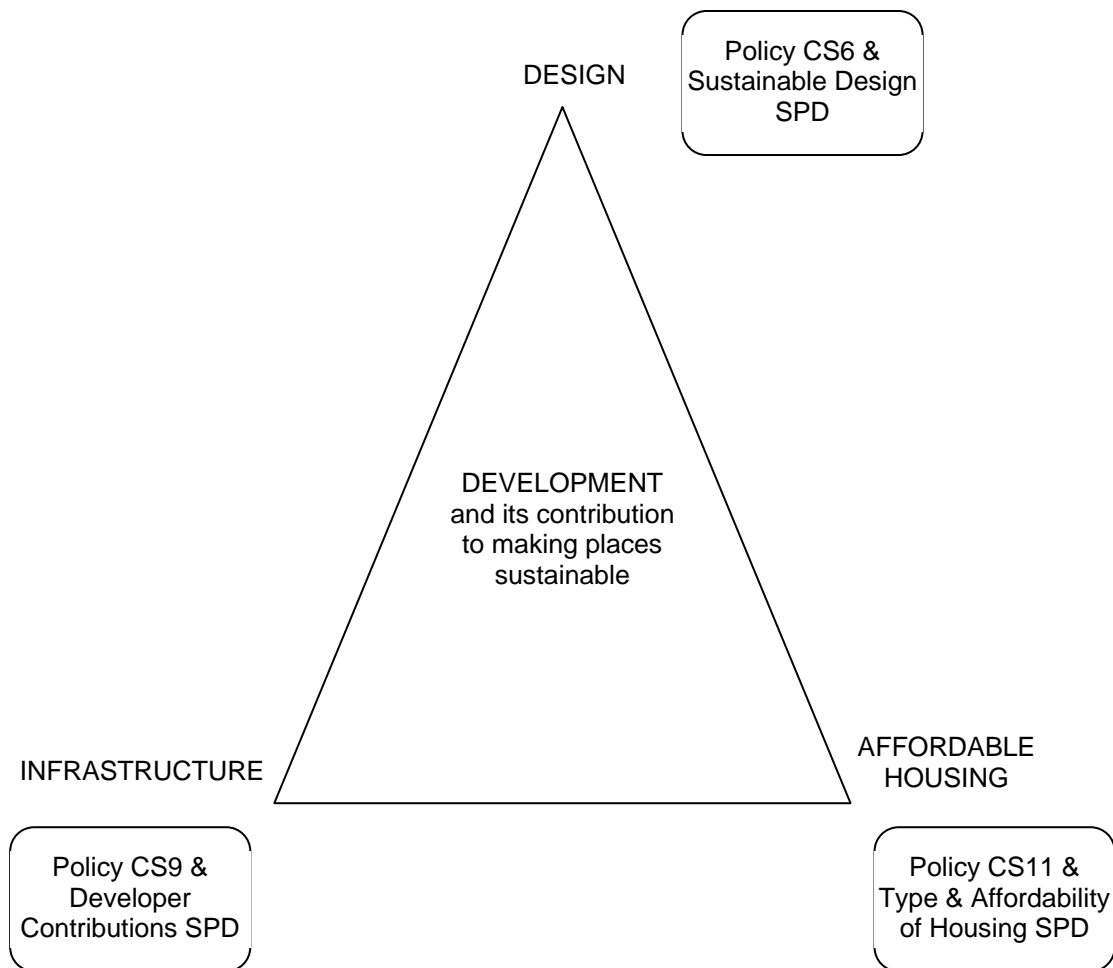 DESIGN
Policy CS6 &
Sustainable Design
SPD
DEVELOPMENT
and its contribution
to making places
sustainable
INFRASTRUCTURE
AFFORDABLE
HOUSING
Policy CS9 &
Developer
Contributions SPD
Policy CS11 &
Type & Affordability
of Housing SPD